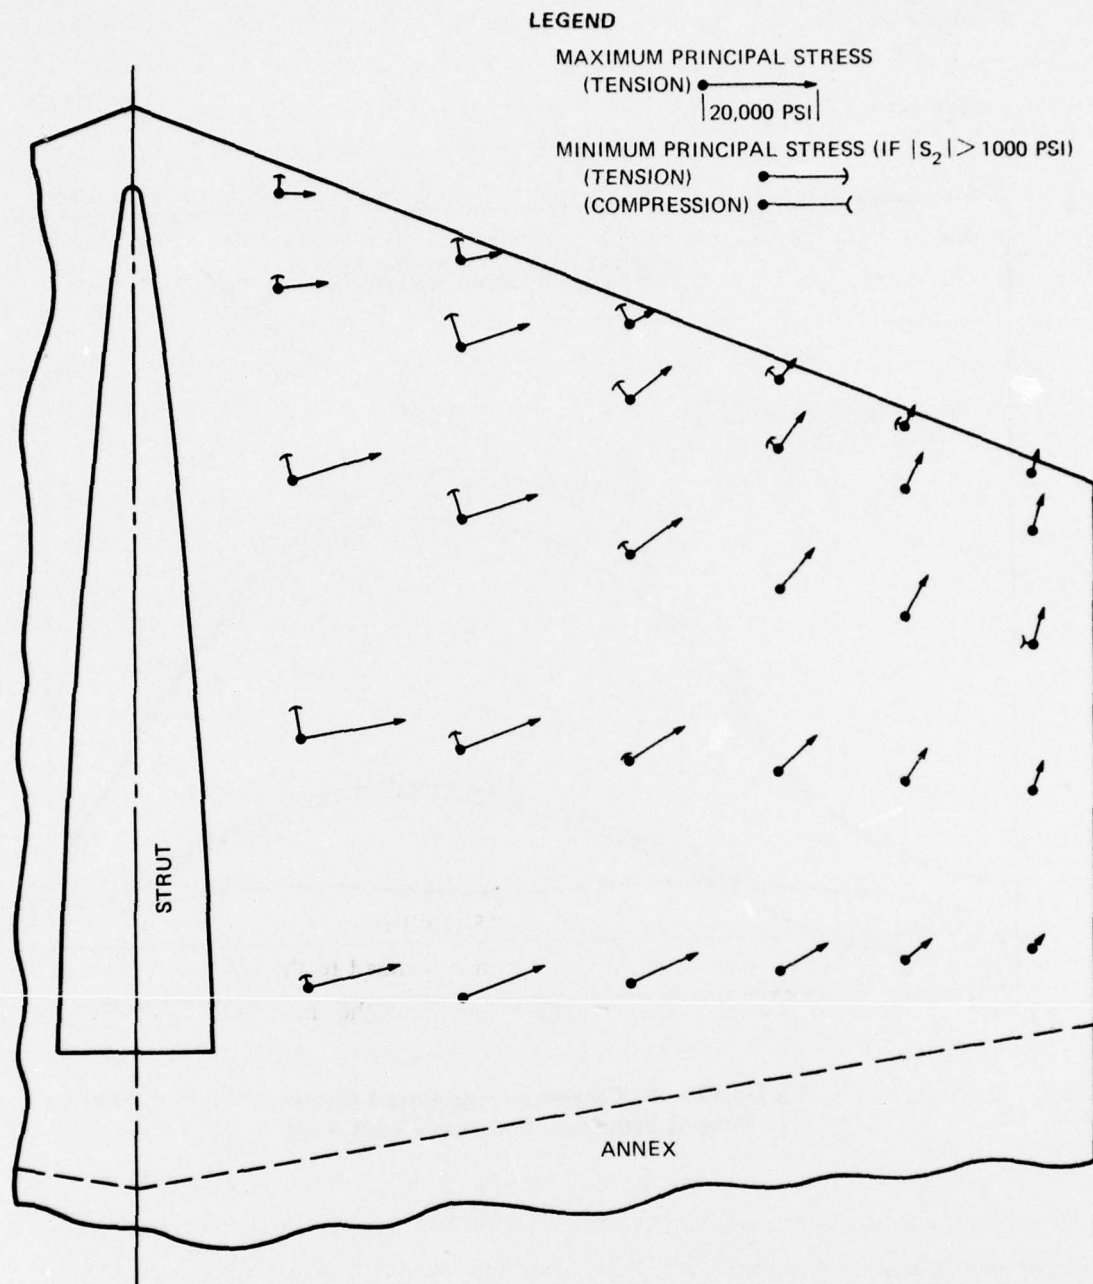 LEGEND
MAXIMUM PRINCIPAL STRESS
(TENSION)
20,000 PSI
MINIMUM PRINCIPAL STRESS (IF |S₂| > 1000 PSI)
(TENSION)
(COMPRESSION)
STRUT
ANNEX